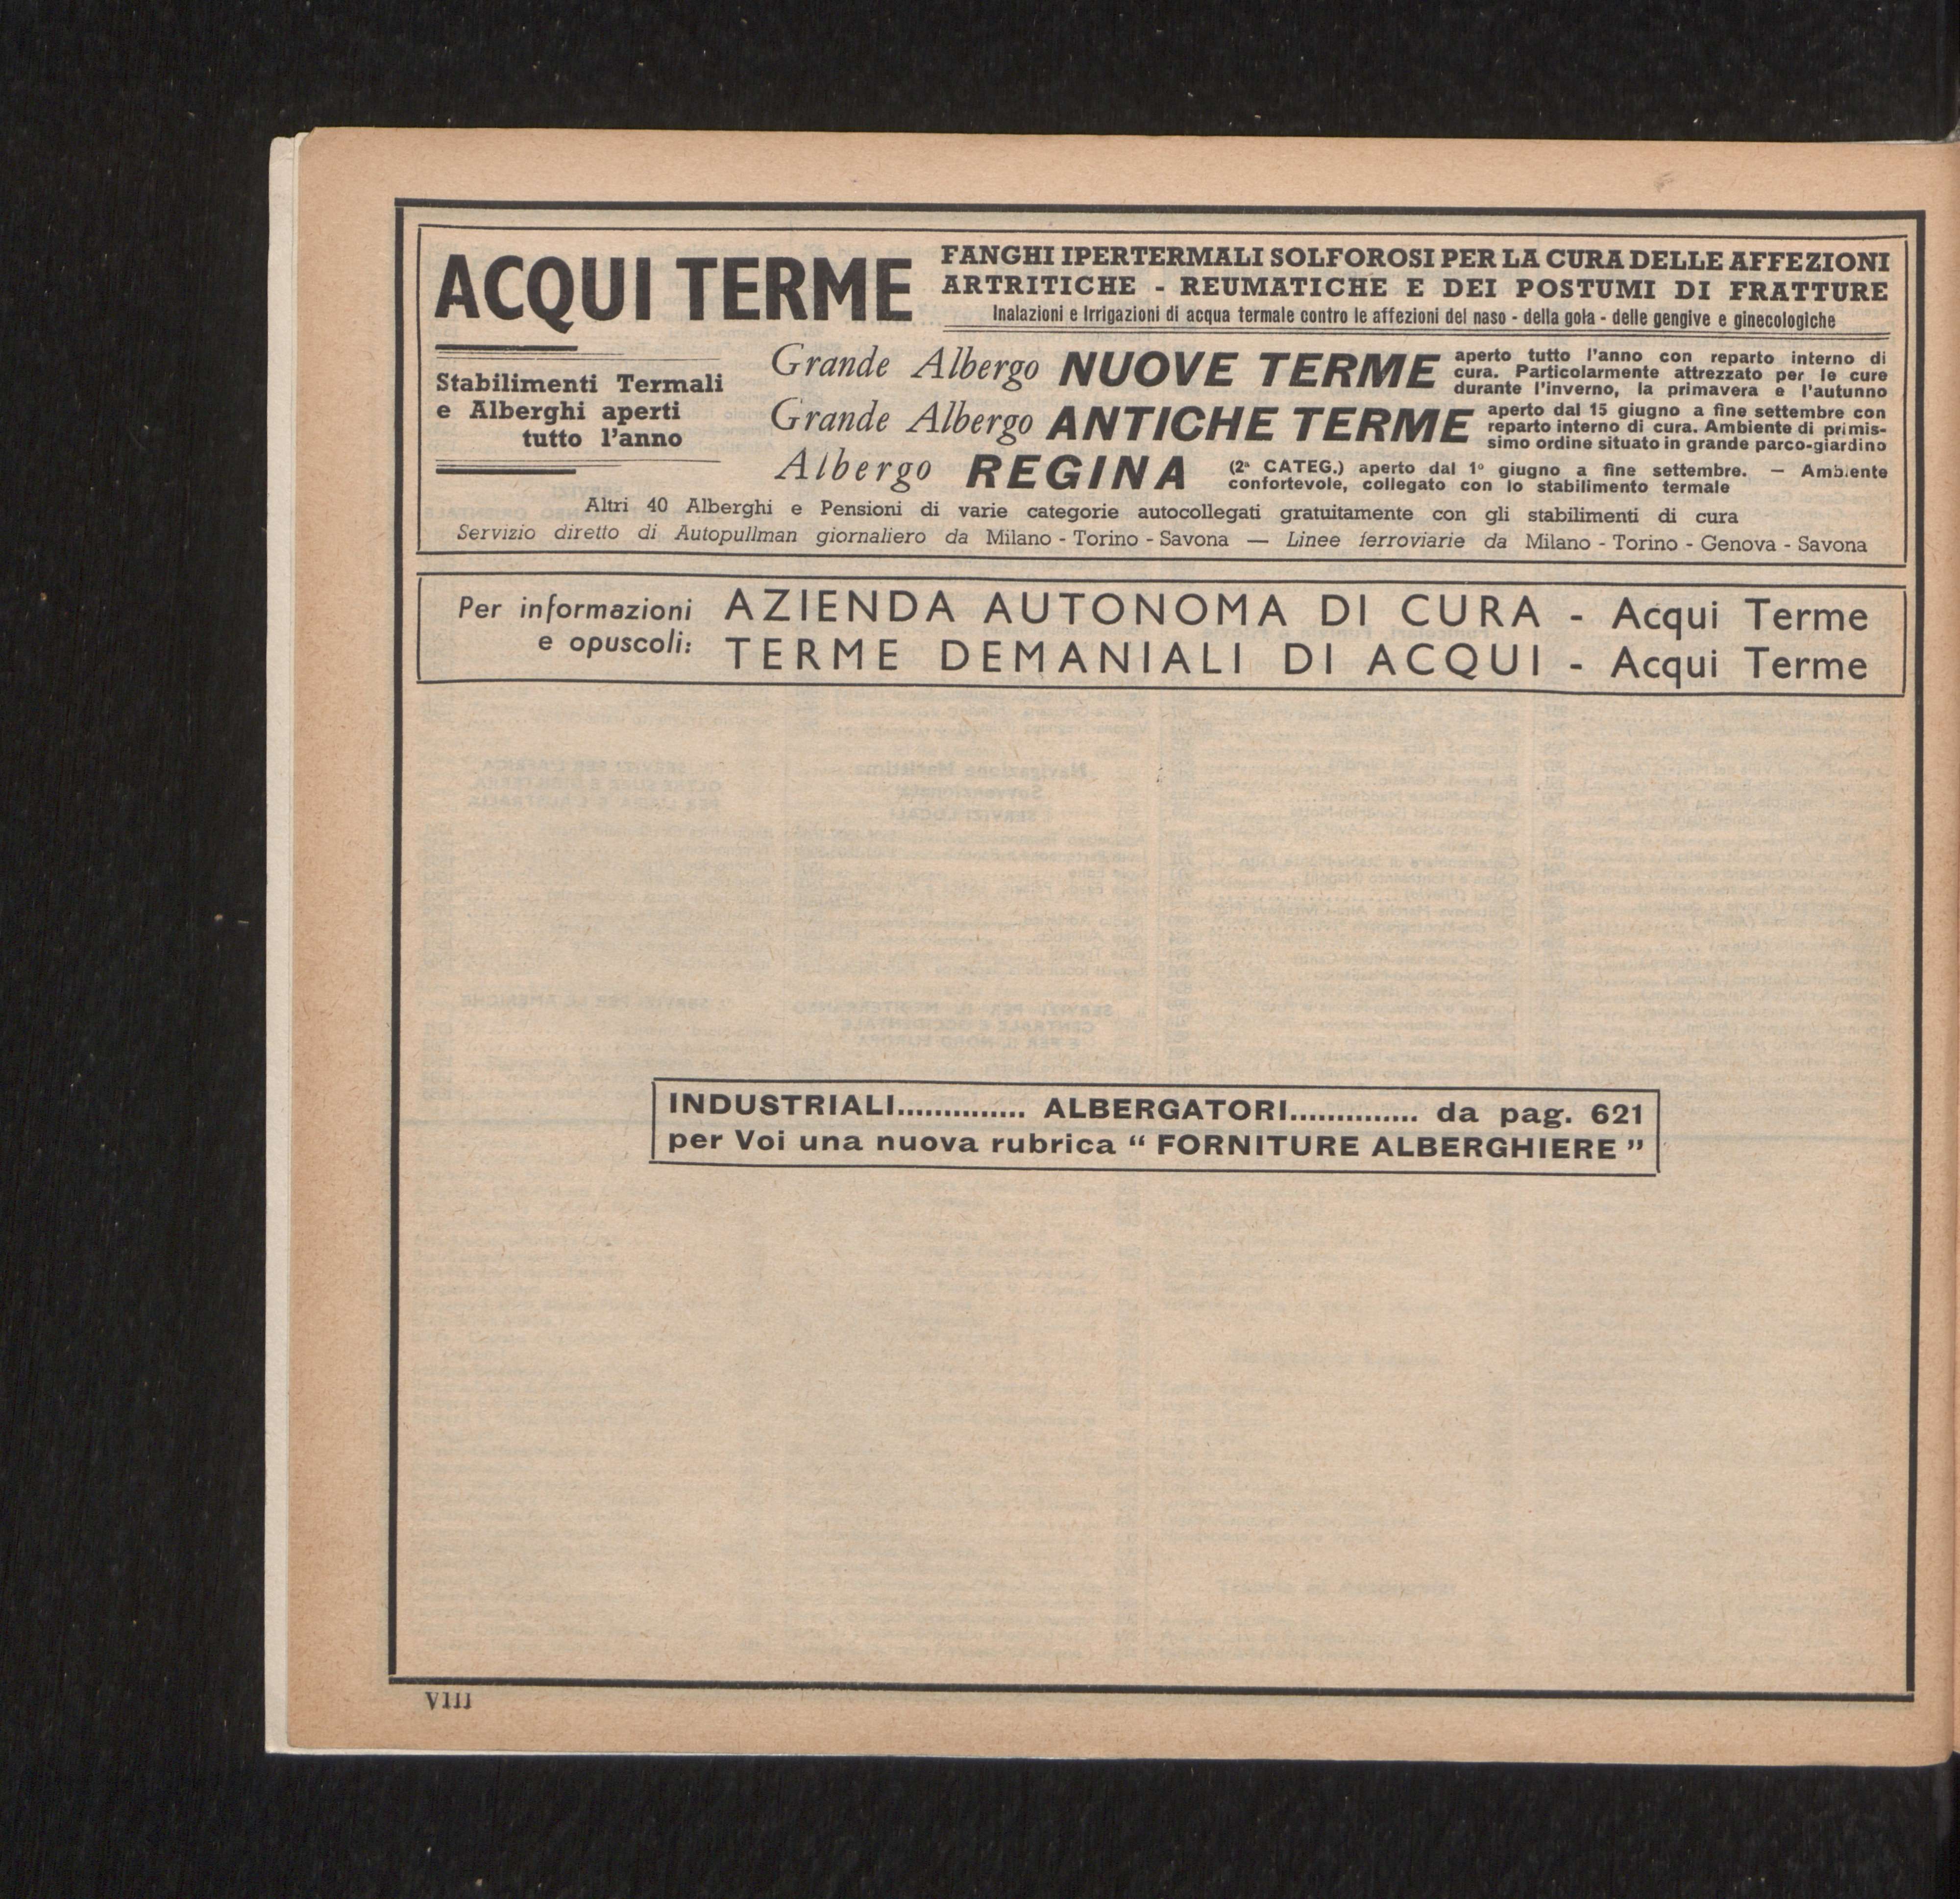 ACQUI TERME
FANGHI IPERTERMALI SOLFOROSI PER LA CURA DELLE AFFEZIONI
ARTRITICHE - REUMATICHE E DEI POSTUMI DI FRATTURE
Inalazioni e Irrigazioni di acqua termale contro le affezioni del naso - della gola - delle gengive e ginecologiche
Stabilimenti Termali
e Alberghi aperti
tutto l'anno
Grande Albergo NUOVE TERME
aperto tutto l'anno con reparto interno di
cura. Particolarmente attrezzato per le cure
durante l'inverno, la primavera e l'autunno
Grande Albergo ANTICHE TERME
aperto dal 15 giugno a fine settembre con
reparto interno di cura. Ambiente di primis-
simo ordine situato in grande parco-giardino
Albergo REGINA
(2ª CATEG.) aperto dal 1º giugno a fine settembre. — Ambiente
confortevole, collegato con lo stabilimento termale
Altri 40 Alberghi e Pensioni di varie categorie autocollegati gratuitamente con gli stabilimenti di cura
Servizio diretto di Autopullman giornaliero da Milano - Torino - Savona — Linee ferroviarie da Milano - Torino - Genova - Savona
Per informazioni
e opuscoli:
AZIENDA AUTONOMA DI CURA - Acqui Terme
TERME DEMANIALI DI ACQUI - Acqui Terme
INDUSTRIALI.............. ALBERGATORI.............. da pag. 621
per Voi una nuova rubrica “ FORNITURE ALBERGHIERE ”
VIII